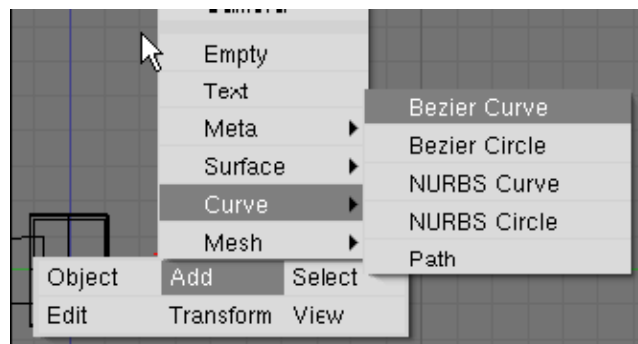 Empty
Text
Meta
Surface
Curve
Mesh
Bezier Curve
Bezier Circle
NURBS Curve
NURBS Circle
Path
Object Add Select
Edit Transform View